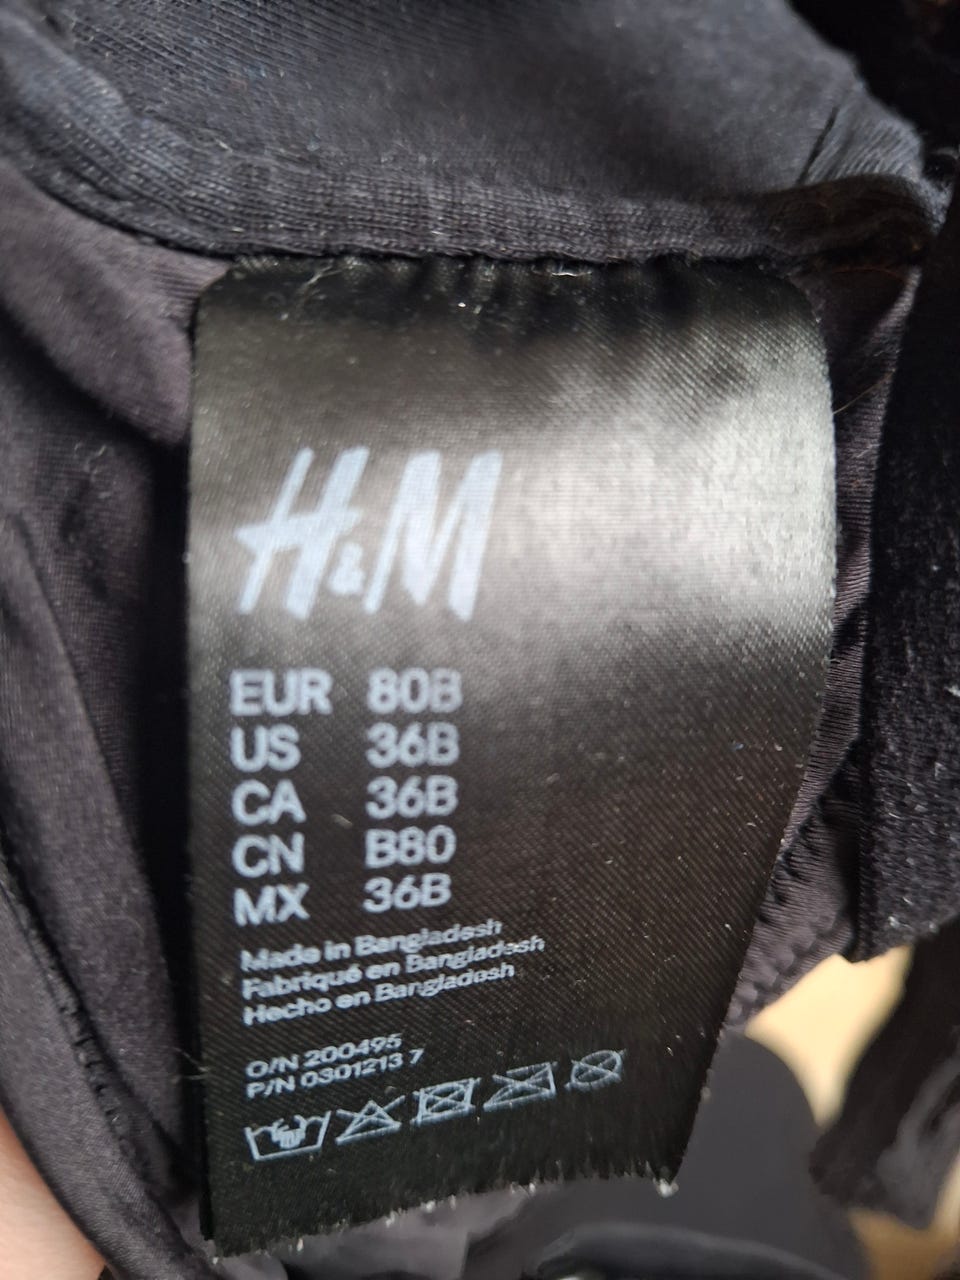 H&M
EUR 80B
US 36B
CA 36B
CN B80
MX 36B
Made in Bangladesh
Fabriqué en Bangladesh
Hecho en Bangladesh
O/N 200495
P/N 0301213 7